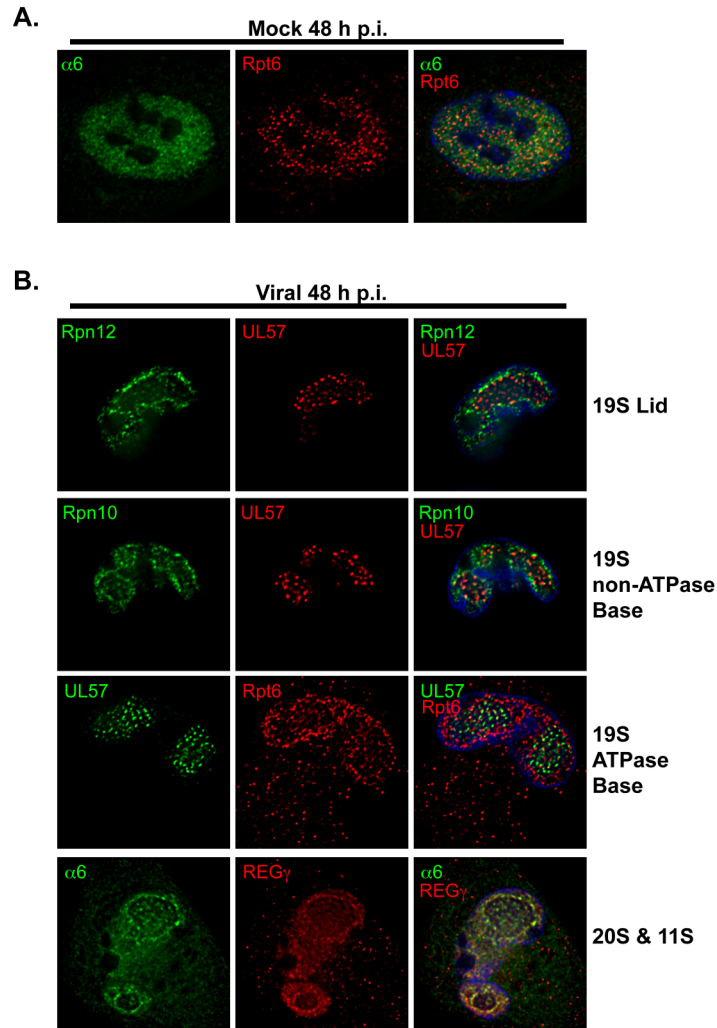 A.
Mock 48 h p.i.
α6
Rpt6
α6
Rpt6
B.
Viral 48 h p.i.
Rpn12
UL57
Rpn12
UL57
19S Lid
Rpn10
UL57
Rpn10
UL57
19S
non-ATPase
Base
UL57
Rpt6
UL57
Rpt6
19S
ATPase
Base
α6
REGγ
α6
REGγ
20S & 11S